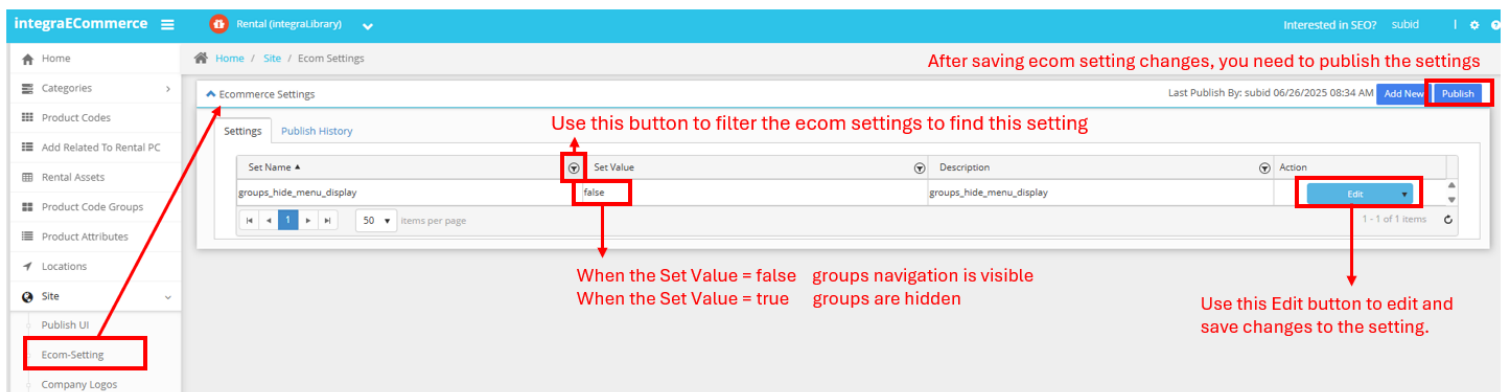 integraECommerce
Rental (integraLibrary)
Interested in SEO? subid
Home
Categories
Product Codes
Add Related To Rental PC
Rental Assets
Product Code Groups
Product Attributes
Locations
Site
Publish UI
Ecom-Setting
Company Logos
Home / Site / Ecom Settings
After saving ecom setting changes, you need to publish the settings
Ecommerce Settings
Last Publish By: subid 06/26/2025 08:34 AM Add New Publish
Settings Publish History
Use this button to filter the ecom settings to find this setting
Set Name Set Value Description Action
groups_hide_menu_display false groups_hide_menu_display Edit
1 50 items per page 1 - 1 of 1 items
When the Set Value = false groups navigation is visible
When the Set Value = true groups are hidden
Use this Edit button to edit and
save changes to the setting.